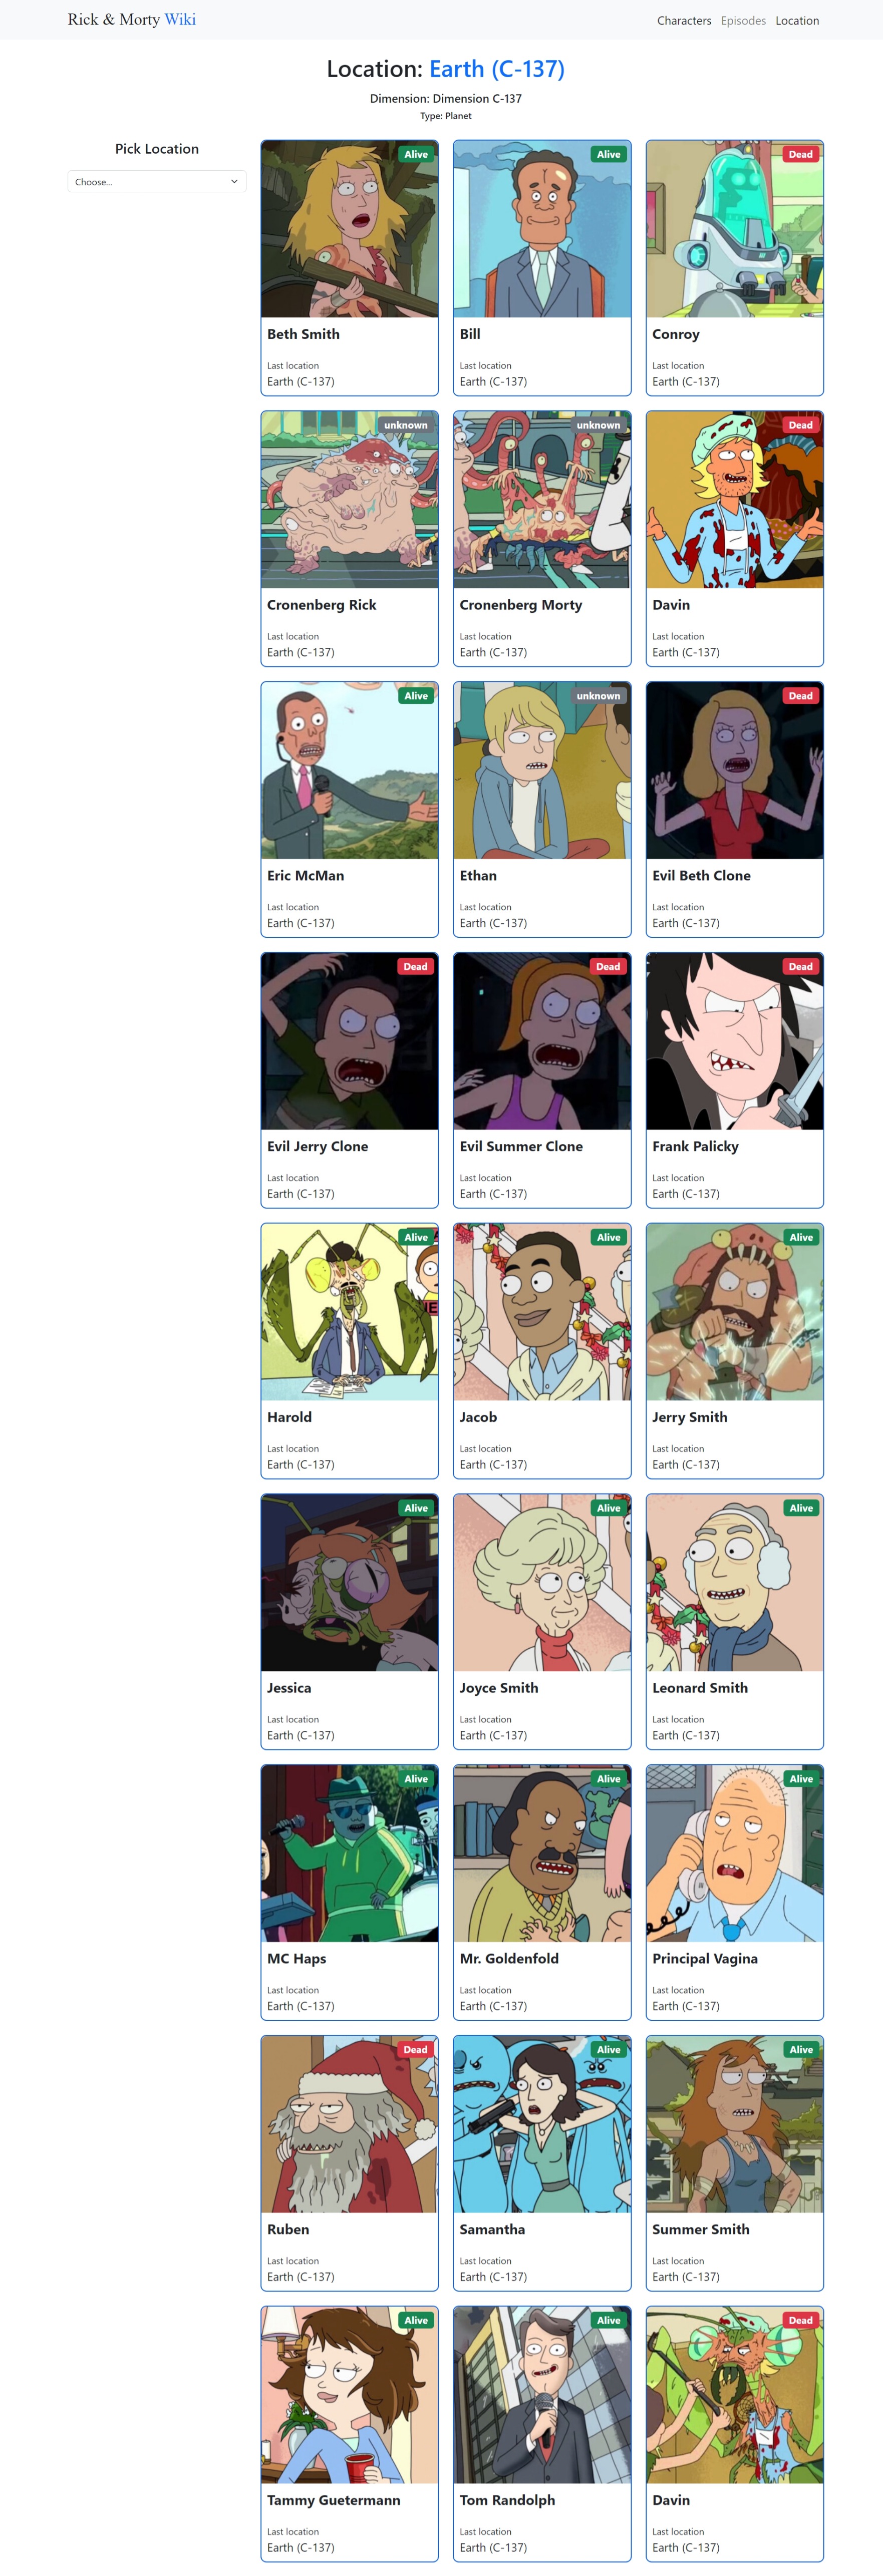 Rick & Morty Wiki
Characters Episodes Location
Location: Earth (C-137)
Dimension: Dimension C-137
Type: Planet
Pick Location
Choose...
Alive
Beth Smith
Last location
Earth (C-137)
Alive
Bill
Last location
Earth (C-137)
Dead
Conroy
Last location
Earth (C-137)
unknown
Cronenberg Rick
Last location
Earth (C-137)
unknown
Cronenberg Morty
Last location
Earth (C-137)
Dead
Davin
Last location
Earth (C-137)
Alive
Eric McMan
Last location
Earth (C-137)
unknown
Ethan
Last location
Earth (C-137)
Dead
Evil Beth Clone
Last location
Earth (C-137)
Dead
Evil Jerry Clone
Last location
Earth (C-137)
Dead
Evil Summer Clone
Last location
Earth (C-137)
Dead
Frank Palicky
Last location
Earth (C-137)
Alive
Harold
Last location
Earth (C-137)
Alive
Jacob
Last location
Earth (C-137)
Alive
Jerry Smith
Last location
Earth (C-137)
Alive
Jessica
Last location
Earth (C-137)
Alive
Joyce Smith
Last location
Earth (C-137)
Alive
Leonard Smith
Last location
Earth (C-137)
Alive
MC Haps
Last location
Earth (C-137)
Alive
Mr. Goldenfold
Last location
Earth (C-137)
Alive
Principal Vagina
Last location
Earth (C-137)
Dead
Ruben
Last location
Earth (C-137)
Alive
Samantha
Last location
Earth (C-137)
Alive
Summer Smith
Last location
Earth (C-137)
Alive
Tammy Guetermann
Last location
Earth (C-137)
Alive
Tom Randolph
Last location
Earth (C-137)
Dead
Davin
Last location
Earth (C-137)